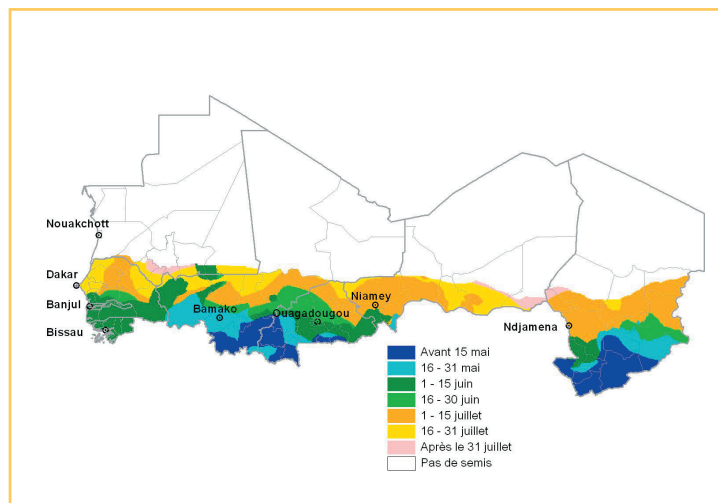 Nouakchott
Dakar
Banjul
Bissau
Bamako
Ouagadougou
Niamey
Ndjamena
Avant 15 mai
16 - 31 mai
1 - 15 juin
16 - 30 juin
1 - 15 juillet
16 - 31 juillet
Après le 31 juillet
Pas de semis